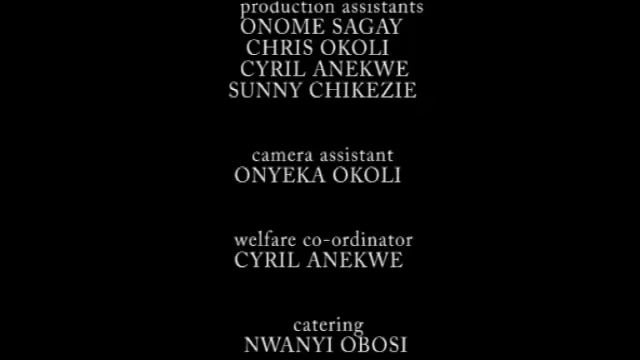 production assistants
ONOME SAGAY
CHRIS OKOLI
CYRIL ANEKWE
SUNNY CHIKEZIE
camera assistant
ONYEKA OKOLI
welfare co-ordinator
CYRIL ANEKWE
catering
NWANYI OBOSI